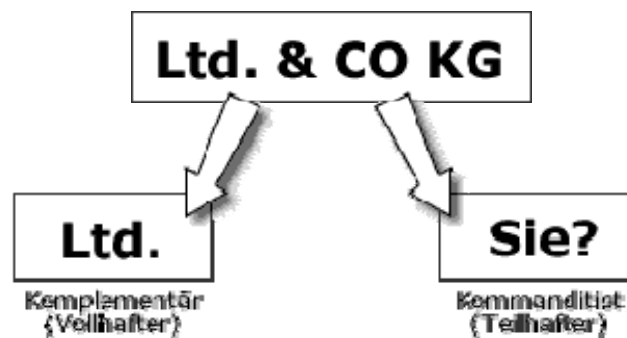 Ltd. & CO KG
Ltd.
Sie?
Komplementär
(Vollhafter)
Kommanditist
(Teilhafter)